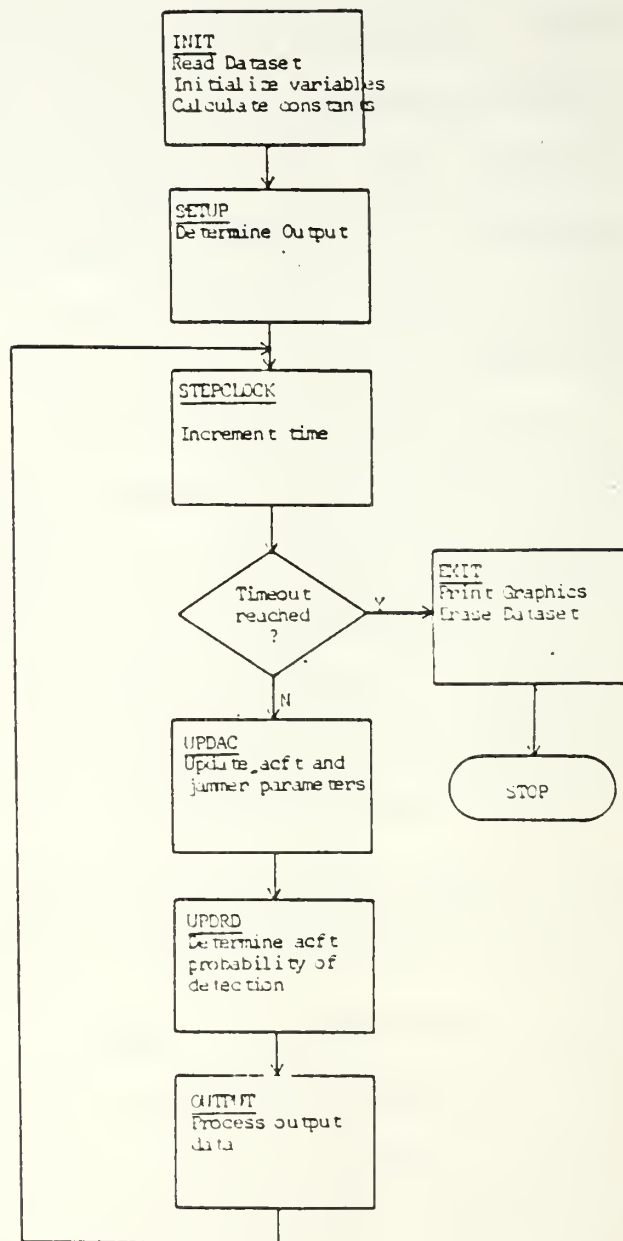 INIT
Read Dataset
Initialize variables
Calculate constants
SETUP
Determine Output
STEPCLOCK
Increment time
Timeout
reached
?
Y
EXIT
Print Graphics
Erase Dataset
N
UPDAC
Update acft and
jammer parameters
STOP
UPDRD
Determine acft
probability of
detection
OUTPUT
Process output
data